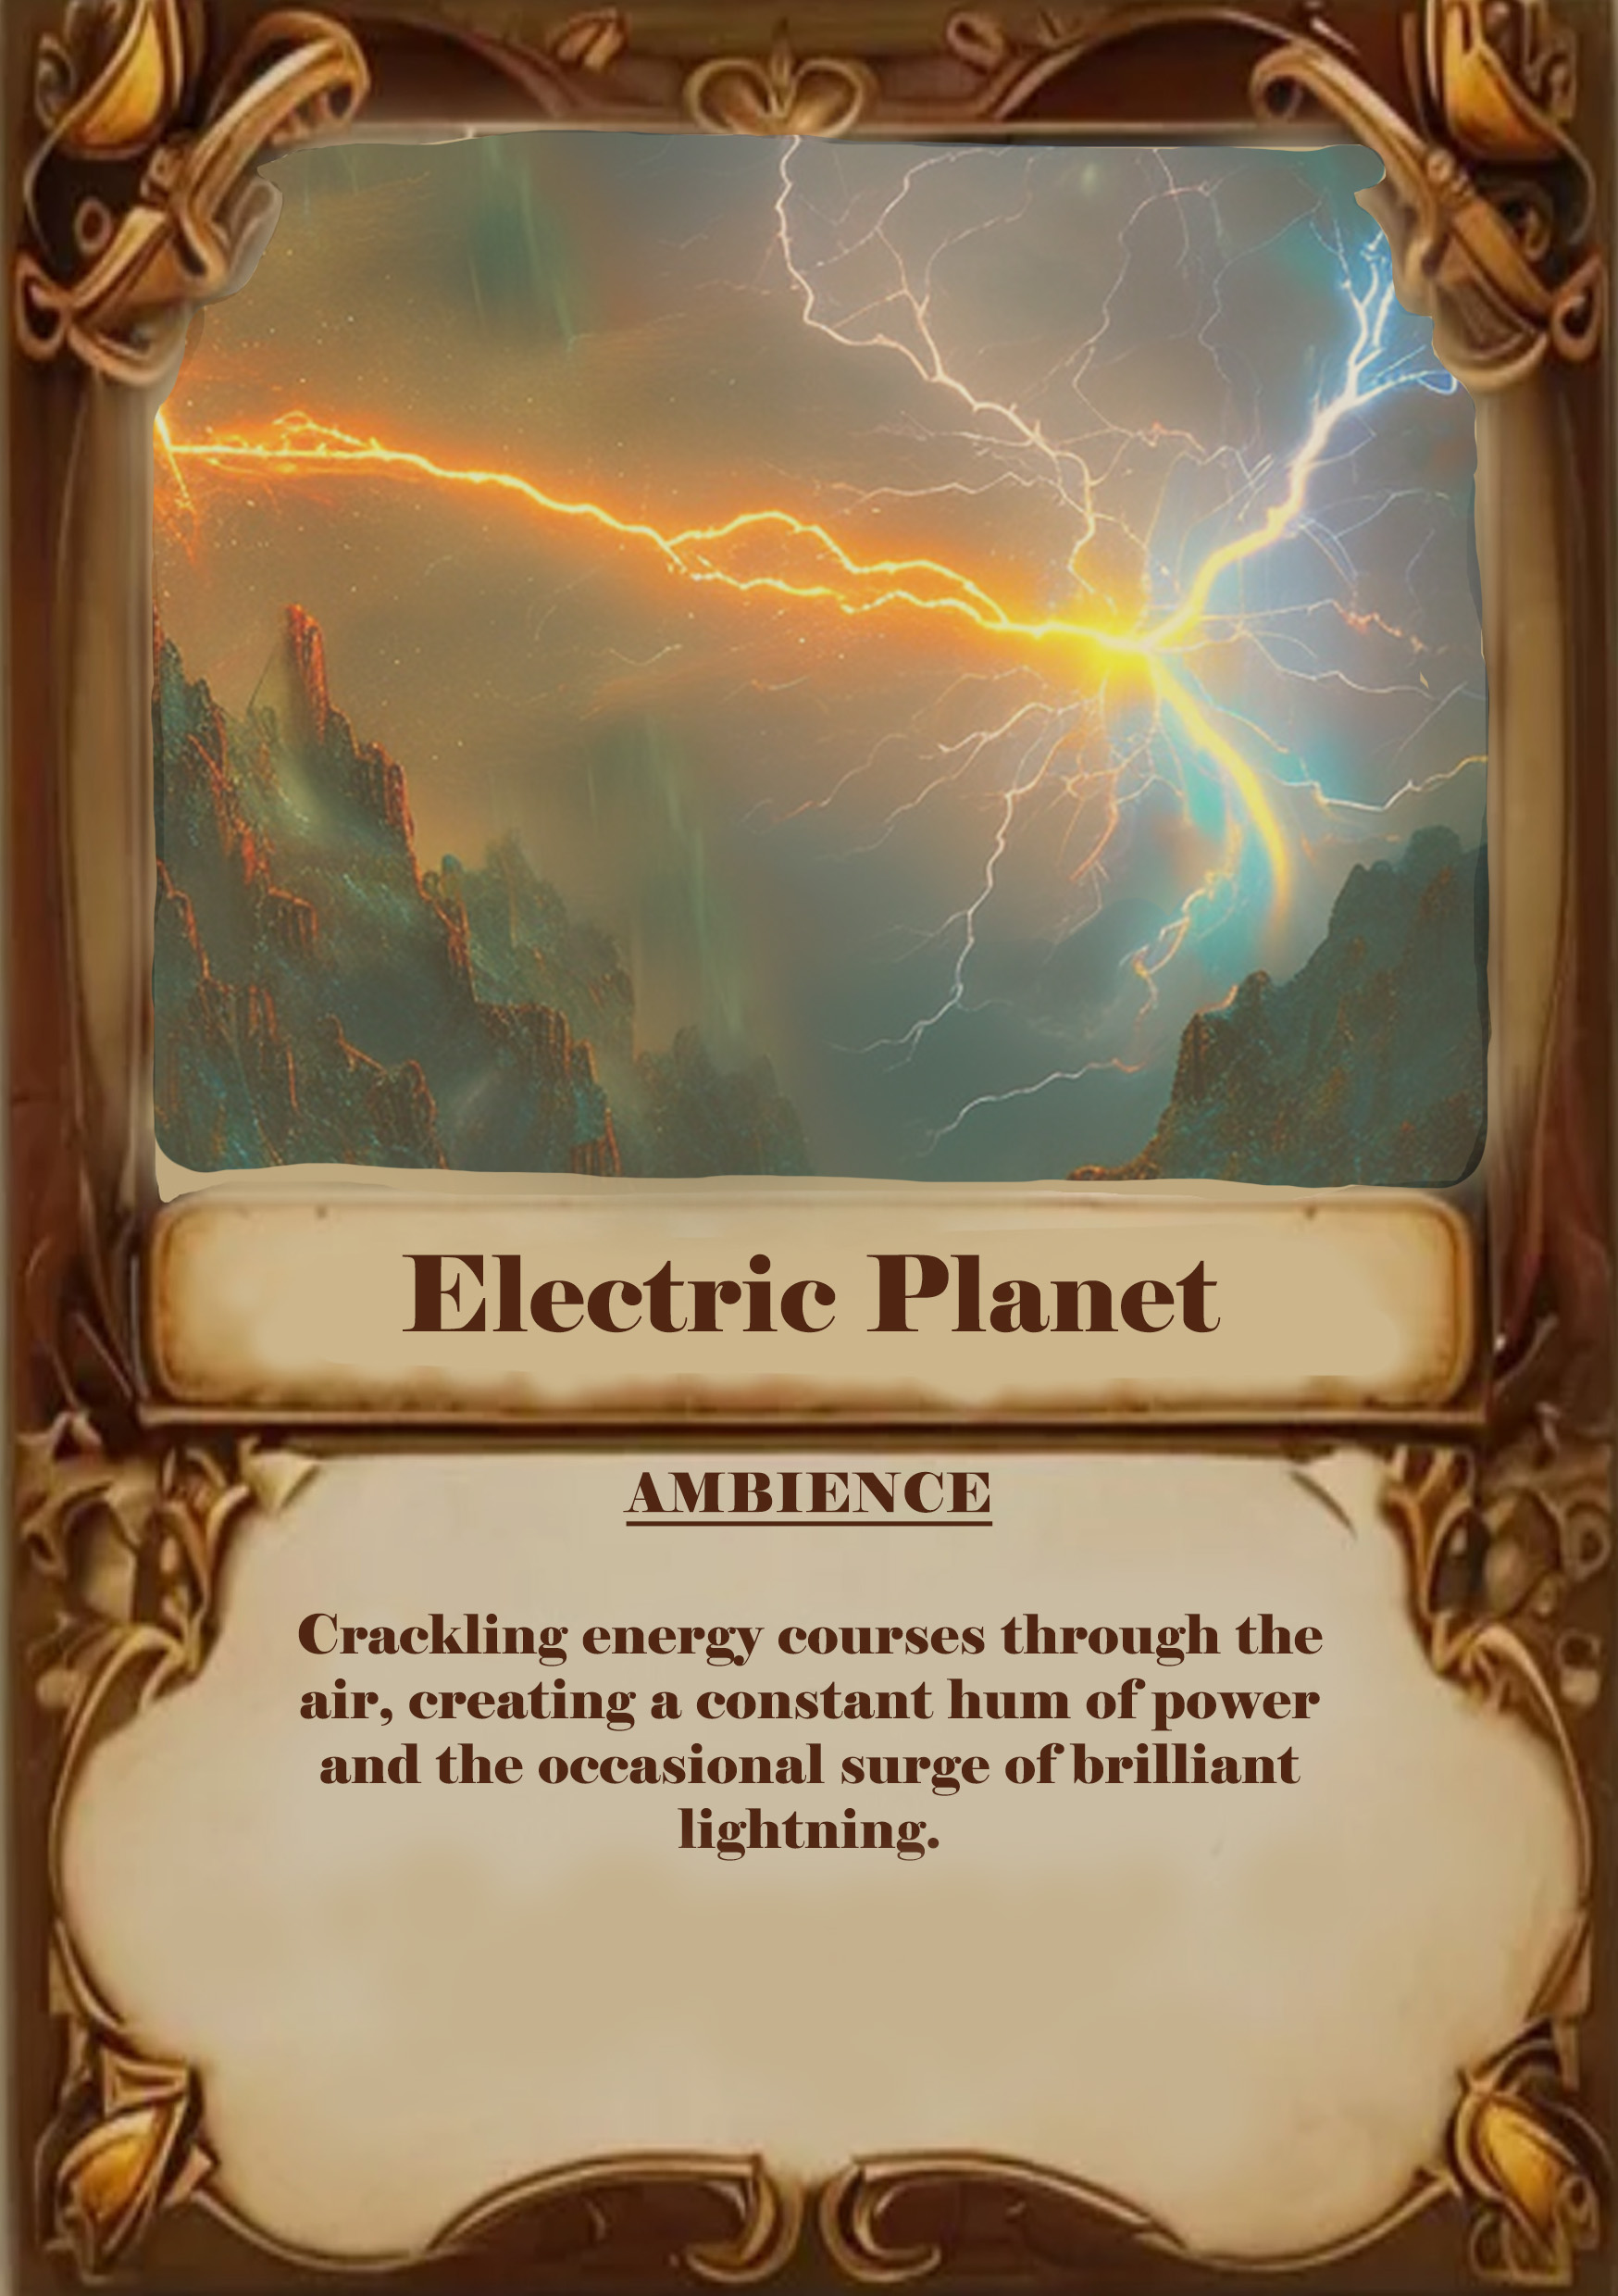 Electric Planet
AMBIENCE
Crackling energy courses through the
air, creating a constant hum of power
and the occasional surge of brilliant
lightning.